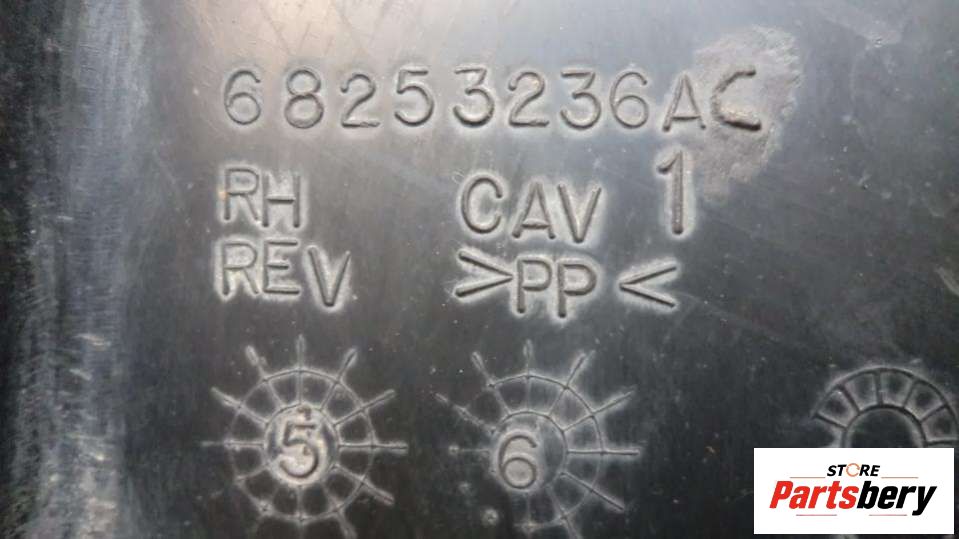 68253236AC
RH CAV 1
REV >PP<
5 6
STORE
Partsbery